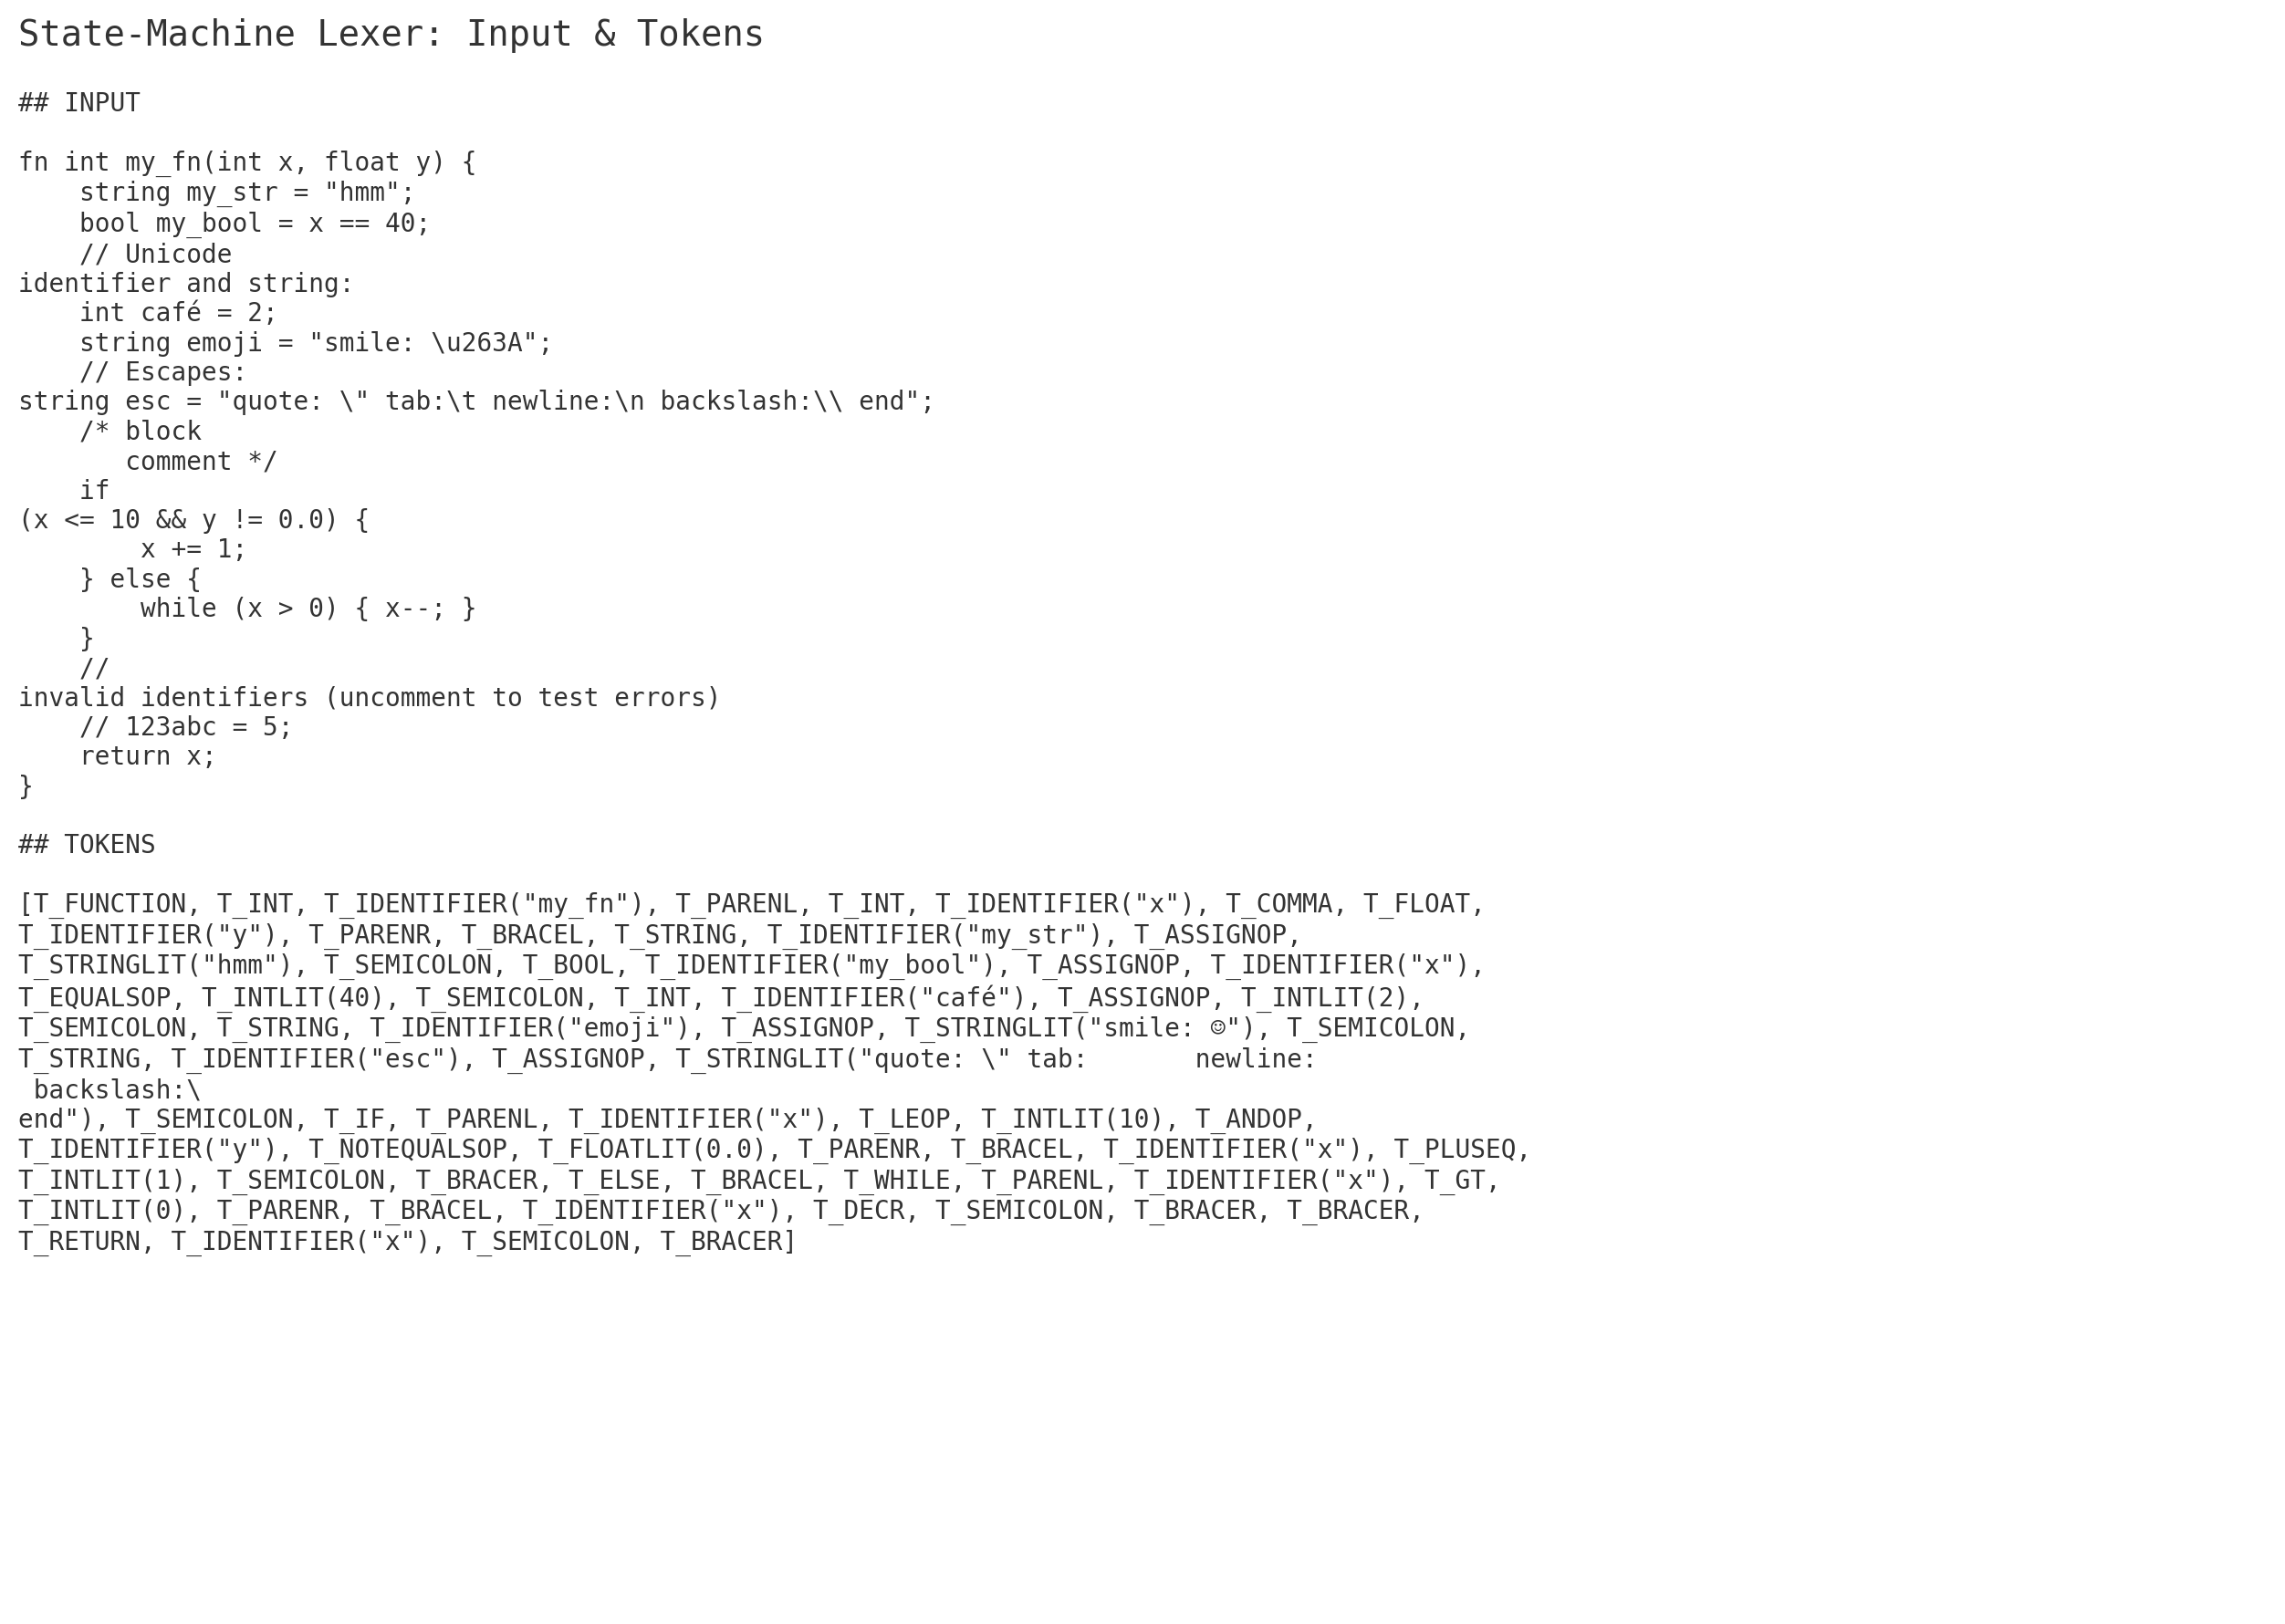 State-Machine Lexer: Input & Tokens

## INPUT

fn int my_fn(int x, float y) {
    string my_str = "hmm";
    bool my_bool = x == 40;
    // Unicode
identifier and string:
    int café = 2;
    string emoji = "smile: \u263A";
    // Escapes:
string esc = "quote: \" tab:\t newline:\n backslash:\\ end";
    /* block
       comment */
    if
(x <= 10 && y != 0.0) {
        x += 1;
    } else {
        while (x > 0) { x--; }
    }
    //
invalid identifiers (uncomment to test errors)
    // 123abc = 5;
    return x;
}

## TOKENS

[T_FUNCTION, T_INT, T_IDENTIFIER("my_fn"), T_PARENL, T_INT, T_IDENTIFIER("x"), T_COMMA, T_FLOAT,
T_IDENTIFIER("y"), T_PARENR, T_BRACEL, T_STRING, T_IDENTIFIER("my_str"), T_ASSIGNOP,
T_STRINGLIT("hmm"), T_SEMICOLON, T_BOOL, T_IDENTIFIER("my_bool"), T_ASSIGNOP, T_IDENTIFIER("x"),
T_EQUALSOP, T_INTLIT(40), T_SEMICOLON, T_INT, T_IDENTIFIER("café"), T_ASSIGNOP, T_INTLIT(2),
T_SEMICOLON, T_STRING, T_IDENTIFIER("emoji"), T_ASSIGNOP, T_STRINGLIT("smile: ☺"), T_SEMICOLON,
T_STRING, T_IDENTIFIER("esc"), T_ASSIGNOP, T_STRINGLIT("quote: \" tab:       newline:
 backslash:\
end"), T_SEMICOLON, T_IF, T_PARENL, T_IDENTIFIER("x"), T_LEOP, T_INTLIT(10), T_ANDOP,
T_IDENTIFIER("y"), T_NOTEQUALSOP, T_FLOATLIT(0.0), T_PARENR, T_BRACEL, T_IDENTIFIER("x"), T_PLUSEQ,
T_INTLIT(1), T_SEMICOLON, T_BRACER, T_ELSE, T_BRACEL, T_WHILE, T_PARENL, T_IDENTIFIER("x"), T_GT,
T_INTLIT(0), T_PARENR, T_BRACEL, T_IDENTIFIER("x"), T_DECR, T_SEMICOLON, T_BRACER, T_BRACER,
T_RETURN, T_IDENTIFIER("x"), T_SEMICOLON, T_BRACER]